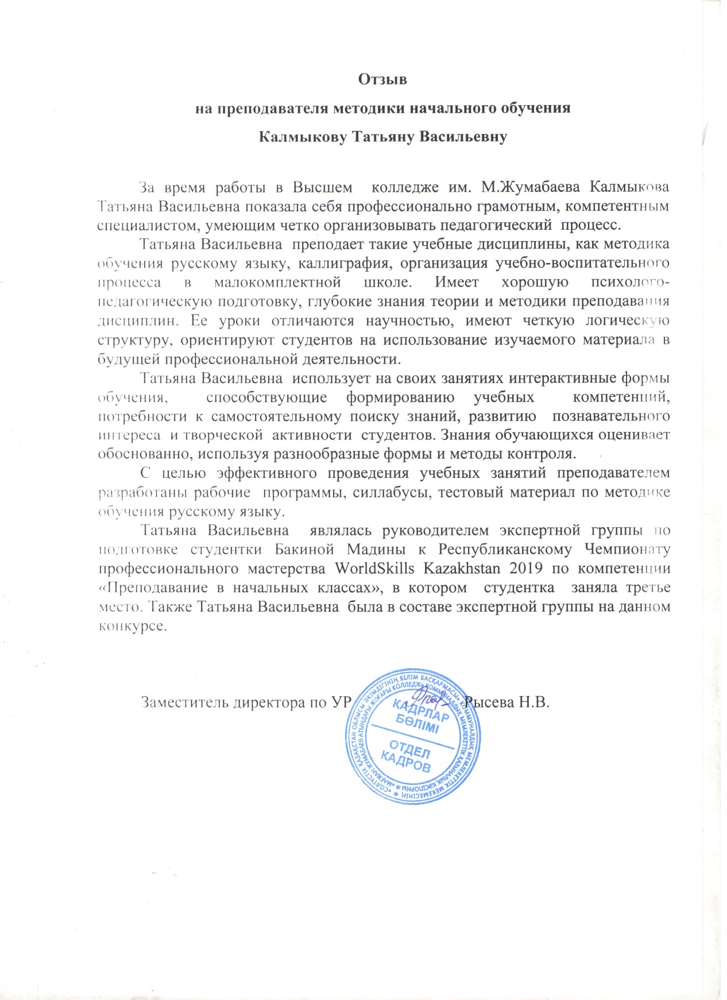 Отзыв
на преподавателя методики начального обучения
Калмыкову Татьяну Васильевну
За время работы в Высшем колледже им. М.Жумабаева Калмыкова
Татьяна Васильевна показала себя профессионально грамотным, компетентным
специалистом, умеющим четко организовывать педагогический процесс.
Татьяна Васильевна преподает такие учебные дисциплины, как методика
обучения русскому языку, каллиграфия, организация учебно-воспитательного
процесса в малокомплектной школе. Имеет хорошую психолого-
педагогическую подготовку, глубокие знания теории и методики преподавания
дисциплин. Ее уроки отличаются научностью, имеют четкую логическую
структуру, ориентируют студентов на использование изучаемого материала в
будущей профессиональной деятельности.
Татьяна Васильевна использует на своих занятиях интерактивные формы
обучения, способствующие формированию учебных компетенций,
потребности к самостоятельному поиску знаний, развитию познавательного
интереса и творческой активности студентов. Знания обучающихся оценивает
обоснованно, используя разнообразные формы и методы контроля.
С целью эффективного проведения учебных занятий преподавателем
разработаны рабочие программы, силлабусы, тестовый материал по методике
обучения русскому языку.
Татьяна Васильевна являлась руководителем экспертной группы по
подготовке студентки Бакиной Мадины к Республиканскому Чемпионату
профессионального мастерства WorldSkills Kazakhstan 2019 по компетенции
«Преподавание в начальных классах», в котором студентка заняла третье
место. Также Татьяна Васильевна была в составе экспертной группы на данном
конкурсе.
Заместитель директора по УР Рысева Н.В.
«СОЛТҮСТІК ҚАЗАҚСТАН ОБЛЫСЫ ӘКІМДІГІНІҢ БІЛІМ БАСҚАРМАСЫ» КОММУНАЛДЫҚ МЕМЛЕКЕТТІК МЕКЕМЕСІНІҢ
«МАҒЖАН ЖҰМАБАЕВ АТЫНДАҒЫ ЖОҒАРЫ КОЛЛЕДЖ» КОММУНАЛДЫҚ МЕМЛЕКЕТТІК ҚАЗЫНАЛЫҚ КӘСІПОРНЫ
КАДРЛАР
БӨЛІМІ
ОТДЕЛ
КАДРОВ